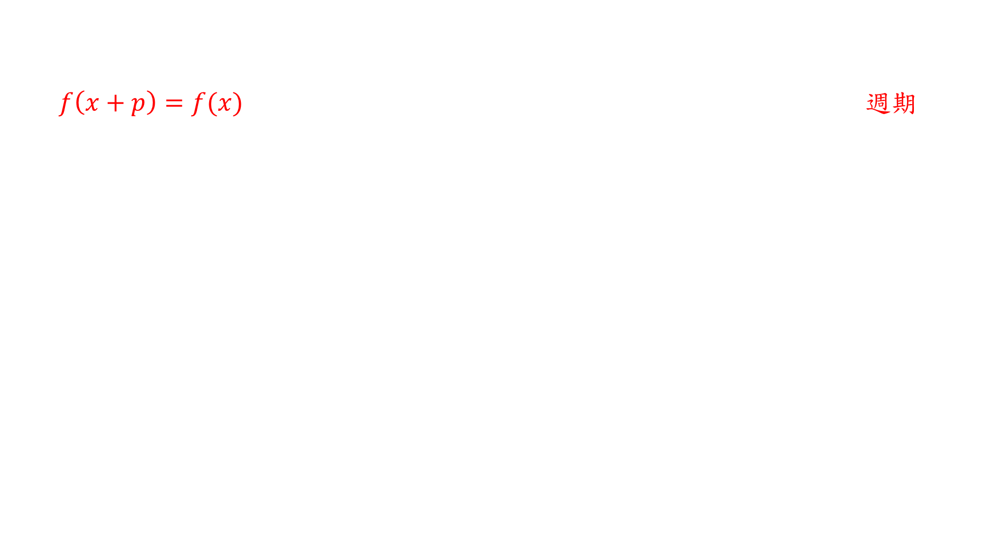 f(x + p) = f(x) 週期